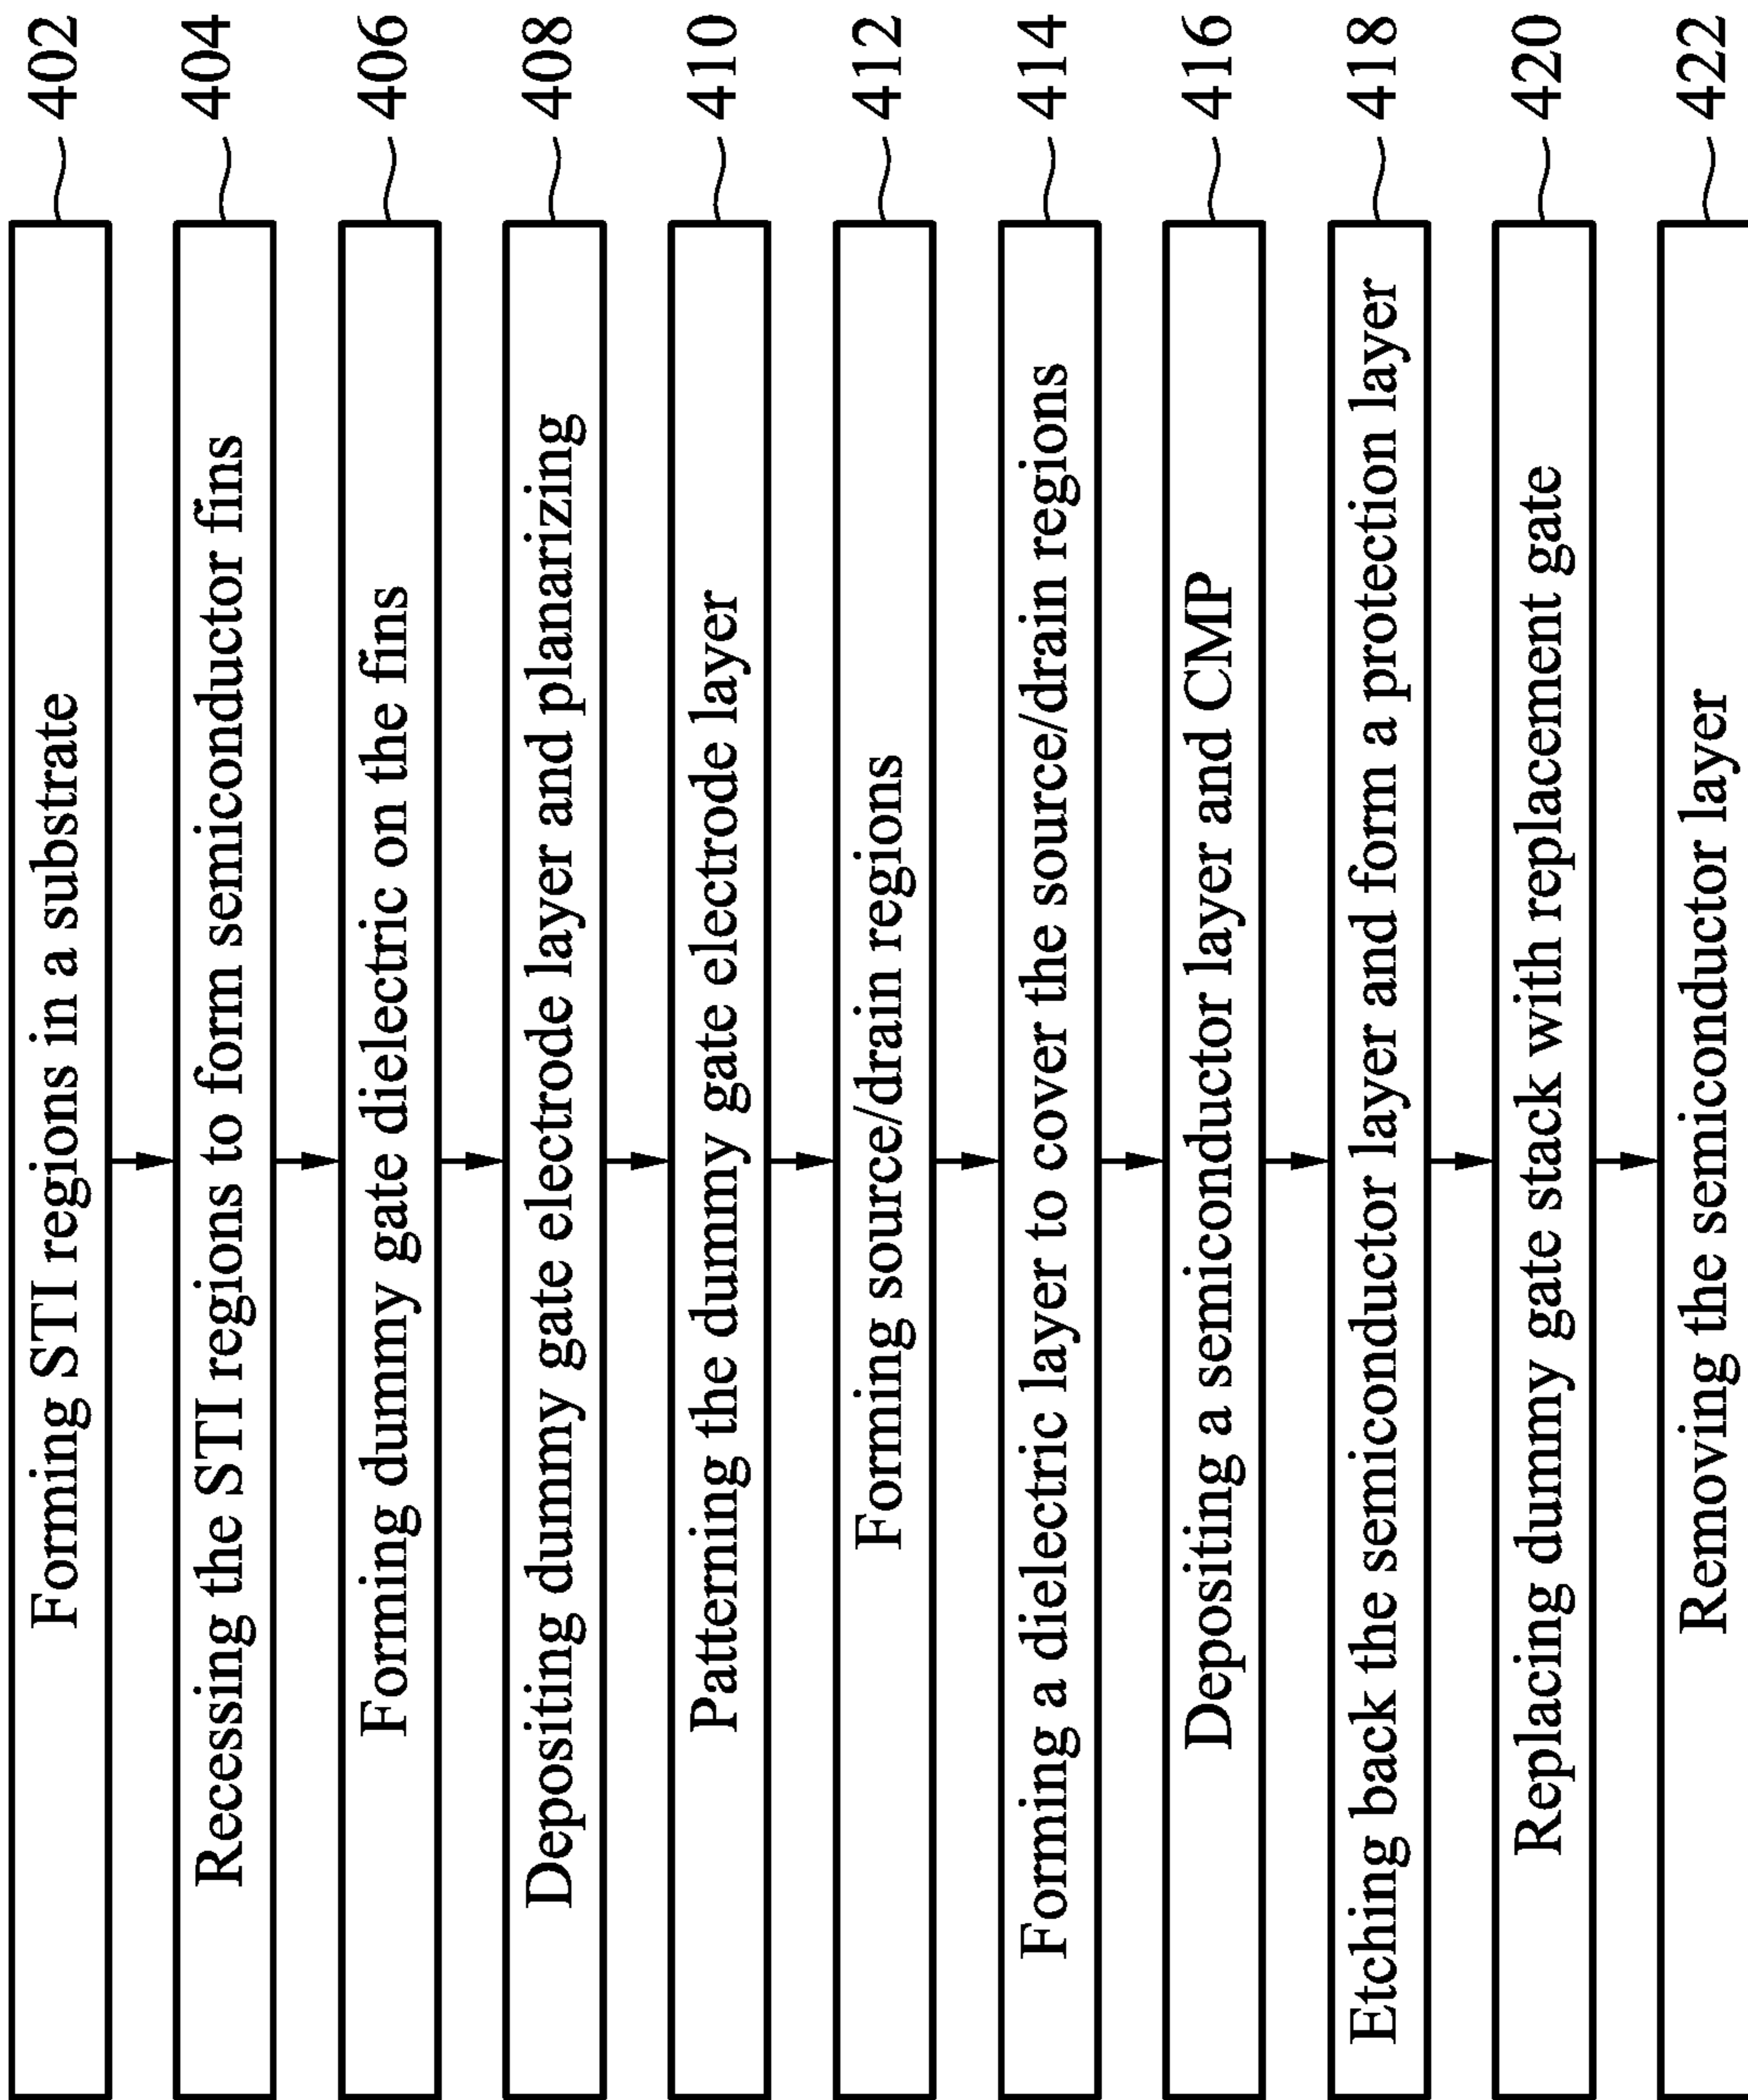 Forming STI regions in a substrate 402
Recessing the STI regions to form semiconductor fins 404
Forming dummy gate dielectric on the fins 406
Depositing dummy gate electrode layer and planarizing 408
Patterning the dummy gate electrode layer 410
Forming source/drain regions 412
Forming a dielectric layer to cover the source/drain regions 414
Depositing a semiconductor layer and CMP 416
Etching back the semiconductor layer and form a protection layer 418
Replacing dummy gate stack with replacement gate 420
Removing the semiconductor layer 422